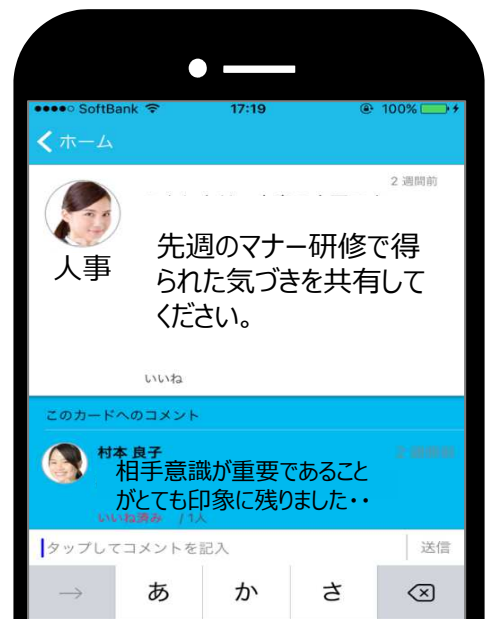 SoftBank 17:19 100%
ホーム
2 週間前
人事
先週のマナー研修で得
られた気づきを共有して
ください。
いいね
このカードへのコメント
村本 良子
相手意識が重要であること
がとても印象に残りました・・
いいね済み / 1人
タップしてコメントを記入 送信
→ あ か さ